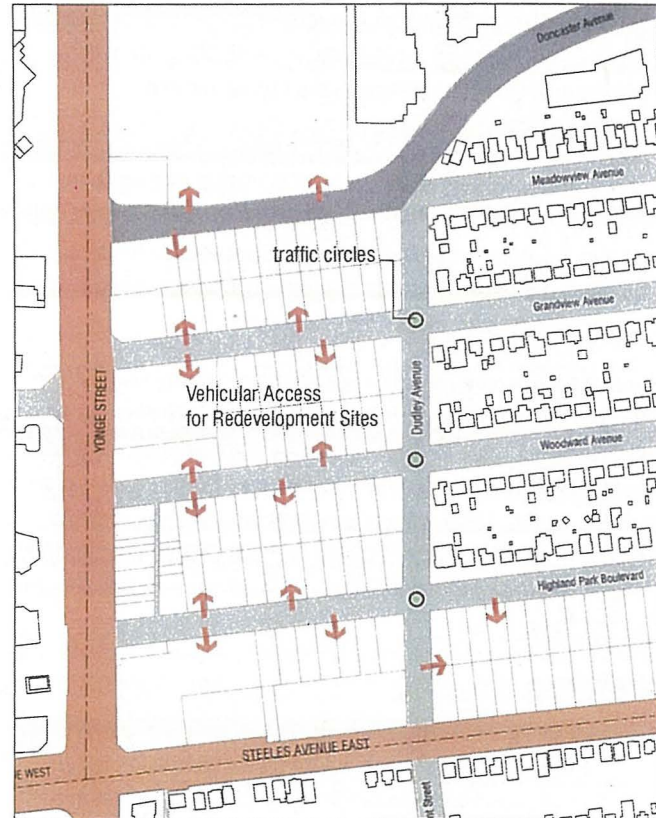 Doncaster Avenue
Meadowview Avenue
traffic circles
Grandview Avenue
YONGE STREET
Vehicular Access
for Redevelopment Sites
Dudley Avenue
Woodward Avenue
Highland Park Boulevard
STEELES AVENUE EAST
WEST
Street